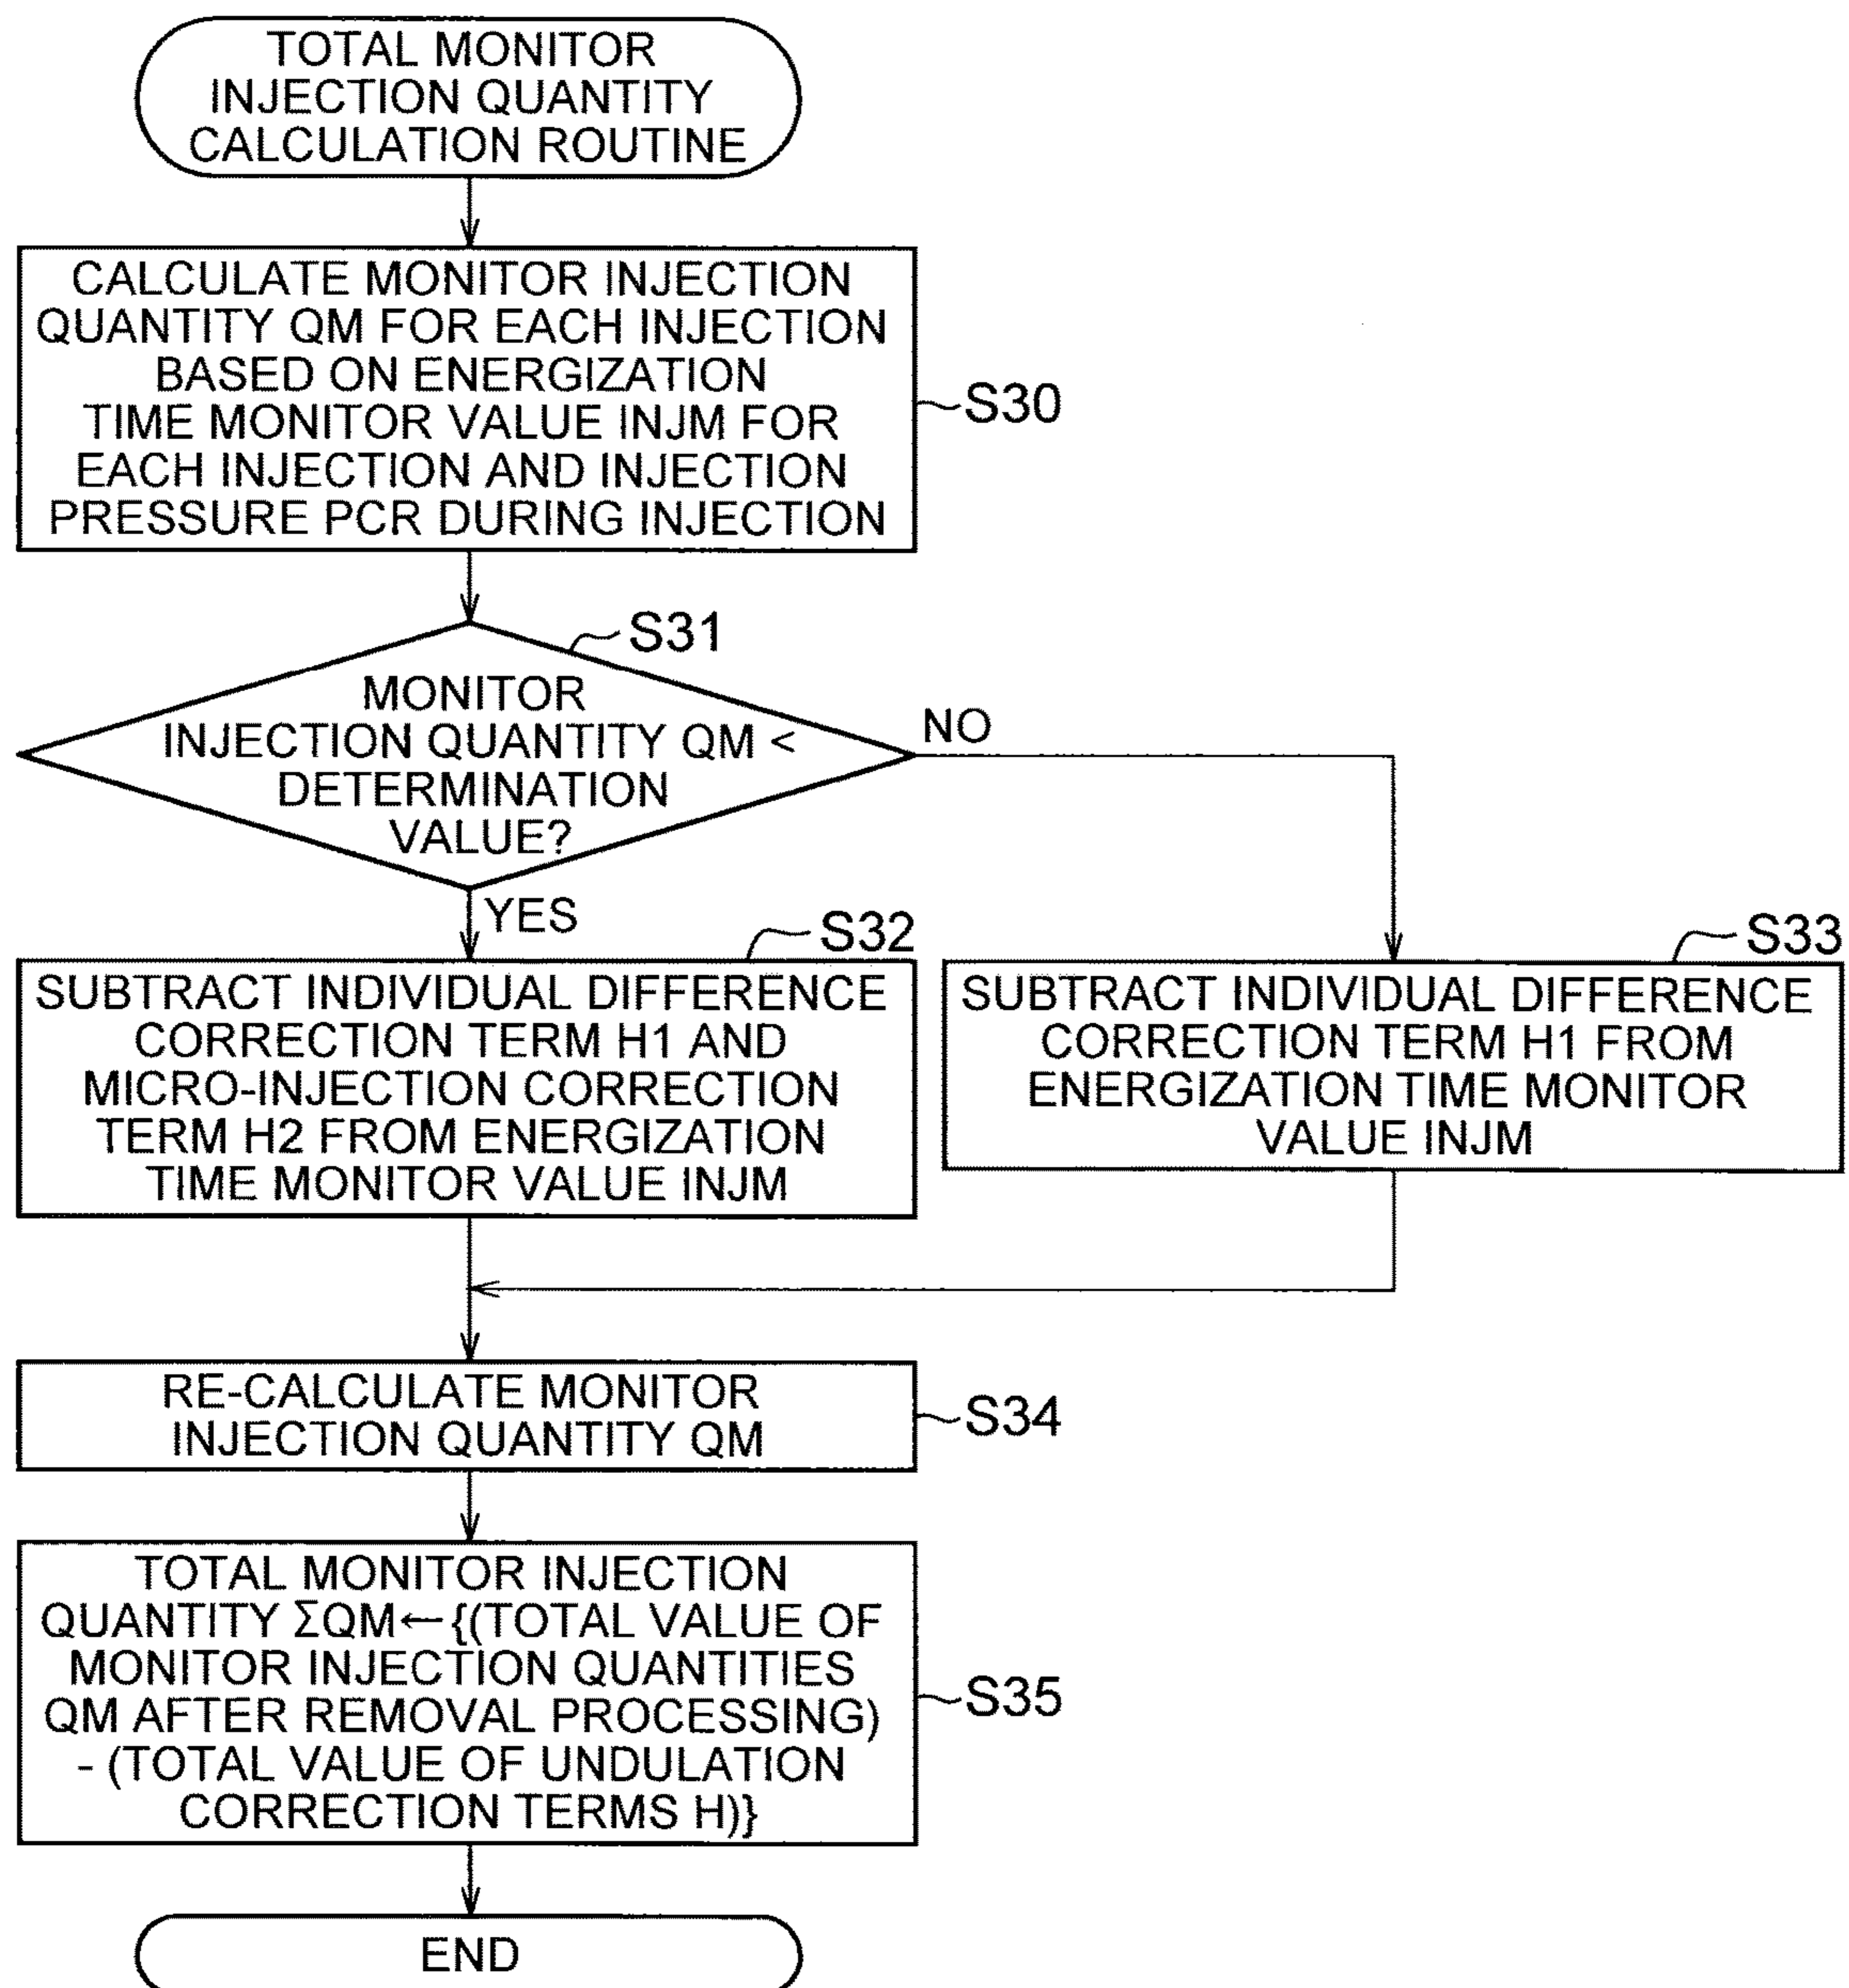 TOTAL MONITOR
INJECTION QUANTITY
CALCULATION ROUTINE
CALCULATE MONITOR INJECTION
QUANTITY QM FOR EACH INJECTION
BASED ON ENERGIZATION
TIME MONITOR VALUE INJM FOR
EACH INJECTION AND INJECTION
PRESSURE PCR DURING INJECTION
S30
S31
MONITOR
INJECTION QUANTITY QM <
DETERMINATION
VALUE?
NO
YES
S32
SUBTRACT INDIVIDUAL DIFFERENCE
CORRECTION TERM H1 AND
MICRO-INJECTION CORRECTION
TERM H2 FROM ENERGIZATION
TIME MONITOR VALUE INJM
S33
SUBTRACT INDIVIDUAL DIFFERENCE
CORRECTION TERM H1 FROM
ENERGIZATION TIME MONITOR
VALUE INJM
RE-CALCULATE MONITOR
INJECTION QUANTITY QM
S34
TOTAL MONITOR INJECTION
QUANTITY ΣQM←{(TOTAL VALUE OF
MONITOR INJECTION QUANTITIES
QM AFTER REMOVAL PROCESSING)
- (TOTAL VALUE OF UNDULATION
CORRECTION TERMS H)}
S35
END